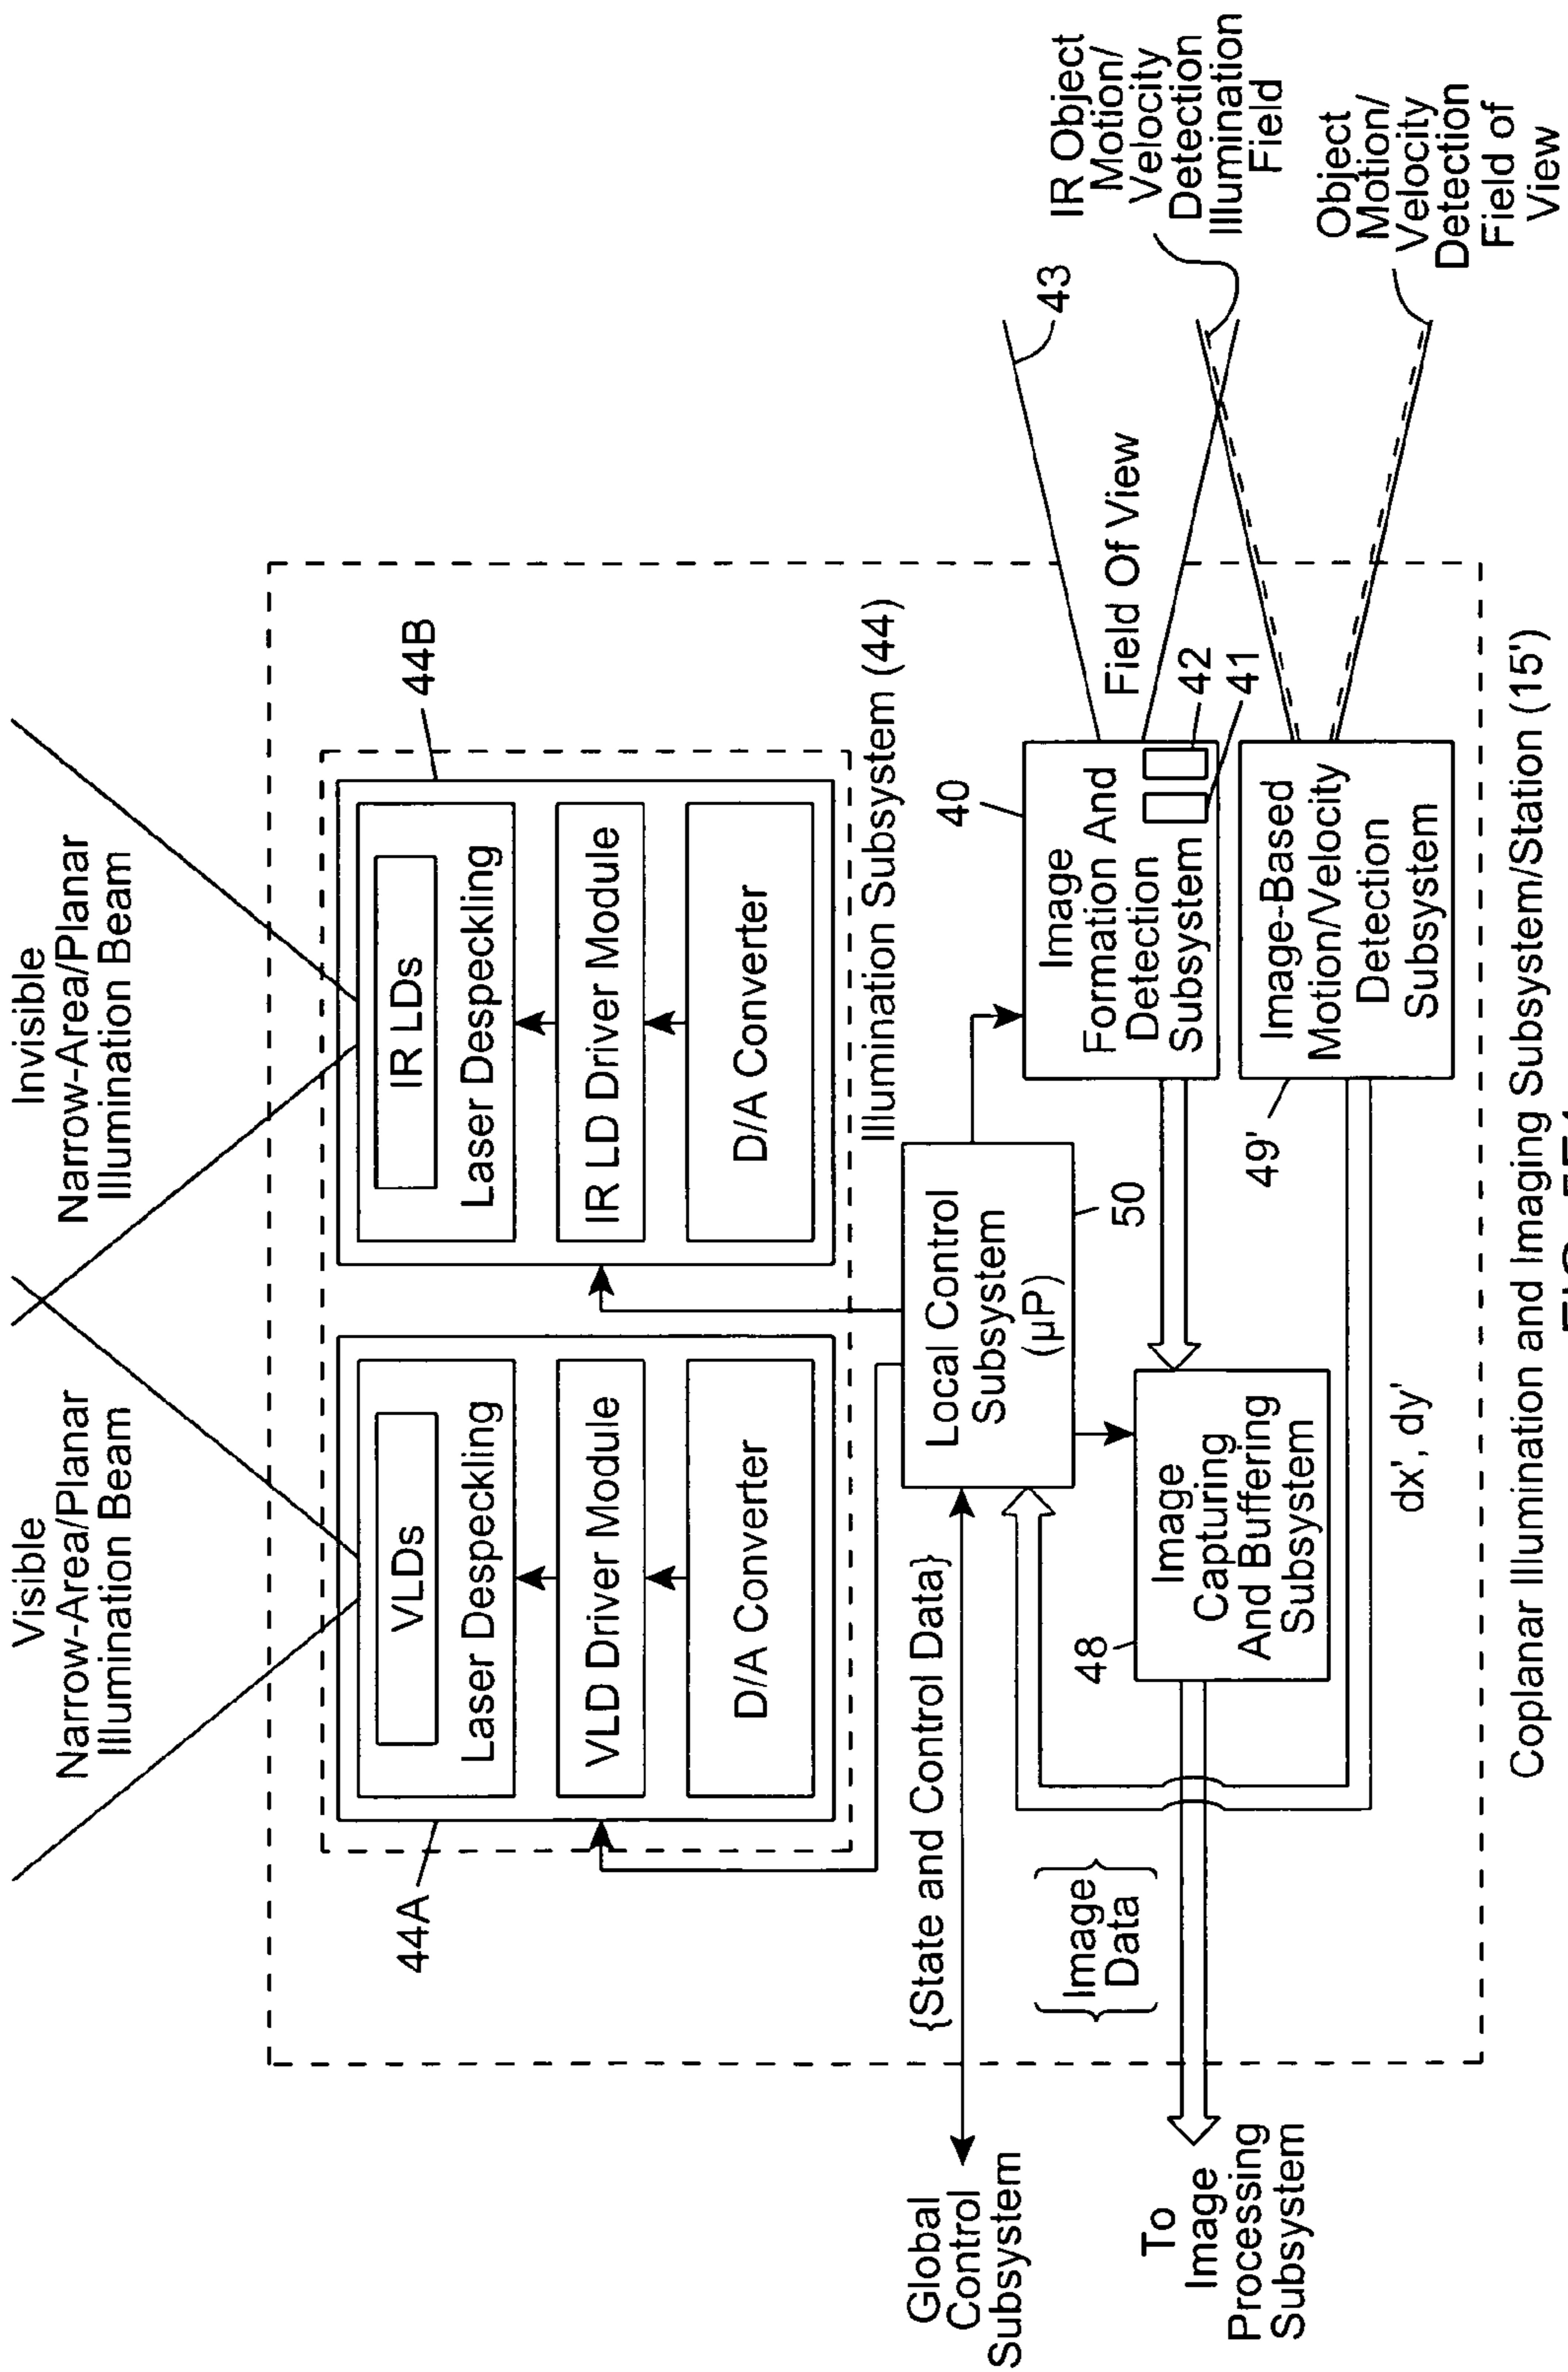 Visible
Narrow-Area/Planar
Illumination Beam
Invisible
Narrow-Area/Planar
Illumination Beam
44A
VLDs
Laser Despeckling
VLD Driver Module
D/A Converter
44B
IR LDs
Laser Despeckling
IR LD Driver Module
D/A Converter
Illumination Subsystem (44)
Global
Control
Subsystem
{State and Control Data}
Local Control
Subsystem
(µP)
50
40
Image
Formation And
Detection
Subsystem
42
41
Field Of View
43
IR Object
Motion/
Velocity
Detection
Illumination
Field
To
Image
Processing
Subsystem
{Image
Data}
48
Image
Capturing
And Buffering
Subsystem
49'
Image-Based
Motion/Velocity
Detection
Subsystem
Object
Motion/
Velocity
Detection
Field of
View
dx', dy'
Coplanar Illumination and Imaging Subsystem/Station (15')